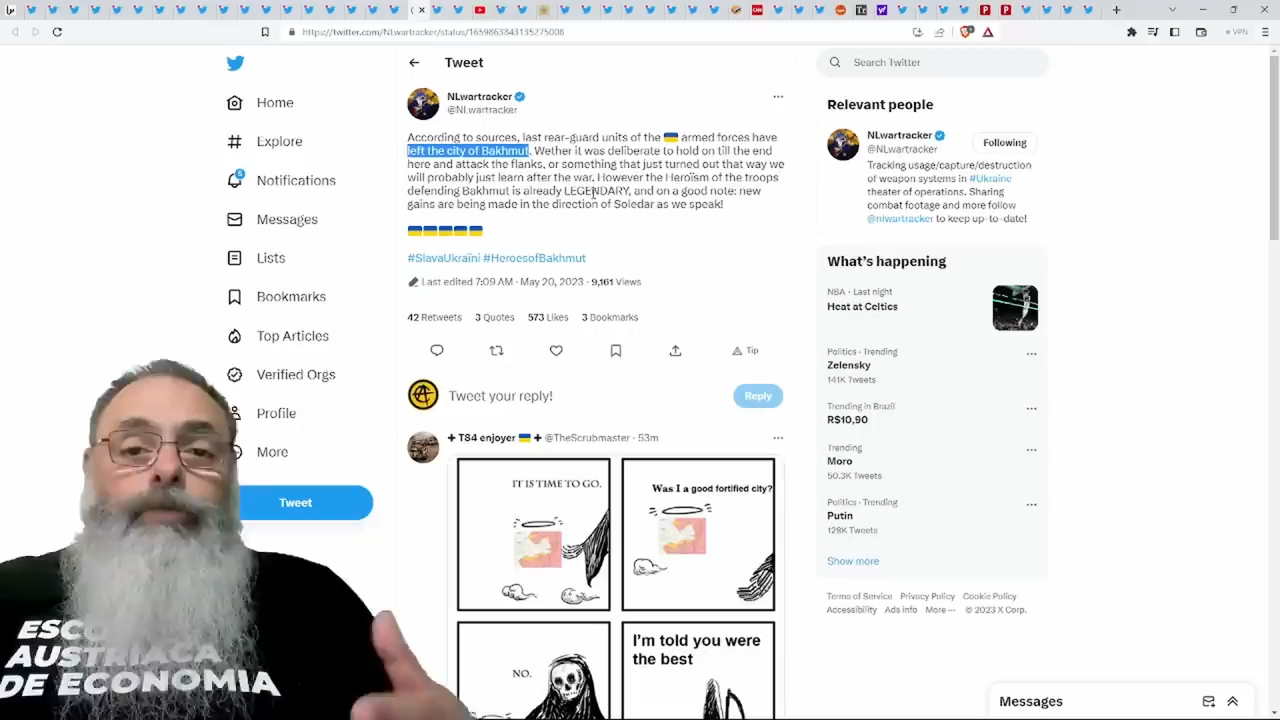 https://twitter.com/NLwartracker/status/1659863843135275008
VPN
Home
Explore
Notifications
Messages
Lists
Bookmarks
Top Articles
Verified Orgs
Profile
More
Tweet
Tweet
NLwartracker
@NLwartracker
According to sources, last rear-guard units of the 🇺🇦 armed forces have
left the city of Bakhmut. Wether it was deliberate to hold on till the end
here and attack the flanks, or something that just turned out that way we
will probably just learn after the war. However the Heroïsm of the troops
defending Bakhmut is already LEGENDARY, and on a good note: new
gains are being made in the direction of Soledar as we speak!
🇺🇦🇺🇦🇺🇦🇺🇦🇺🇦
#SlavaUkraïni #HeroesofBakhmut
Last edited 7:09 AM · May 20, 2023 · 9,161 Views
42 Retweets 3 Quotes 573 Likes 3 Bookmarks
Tip
Tweet your reply!
Reply
T84 enjoyer 🇺🇦 @TheScrubmaster · 53m
IT IS TIME TO GO.
Was I a good fortified city?
NO.
I'm told you were
the best
Search Twitter
Relevant people
NLwartracker
@NLwartracker
Following
Tracking usage/capture/destruction
of weapon systems in #Ukraine
theater of operations. Sharing
combat footage and more follow
@nlwartracker to keep up-to-date!
What's happening
NBA · Last night
Heat at Celtics
Politics · Trending
Zelensky
141K Tweets
Trending in Brazil
R$10,90
Trending
Moro
50.3K Tweets
Politics · Trending
Putin
128K Tweets
Show more
Terms of Service Privacy Policy Cookie Policy
Accessibility Ads info More ··· © 2023 X Corp.
Messages
AUSTRIACA
DE ECONOMIA